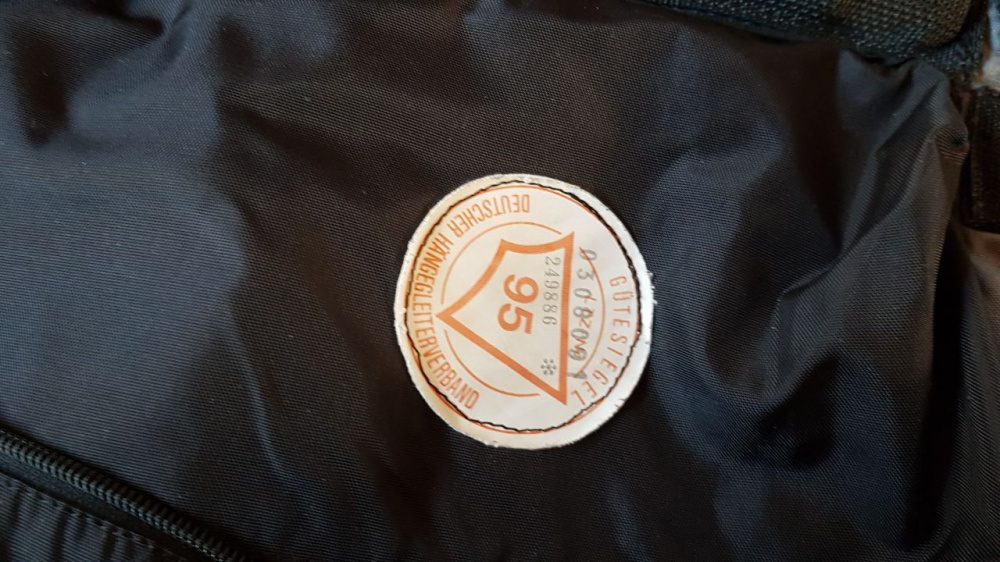 DEUTSCHER HÄNGEGLEITERVERBAND
95
249886 *
GÜTESIEGEL